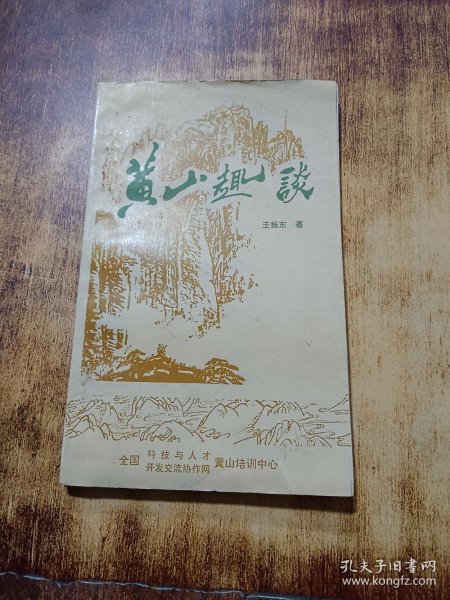 黄山趣談
王振东 著
科技与人才
全国 开发交流协作网 黄山培训中心
孔夫子旧书网
www.kongfz.com